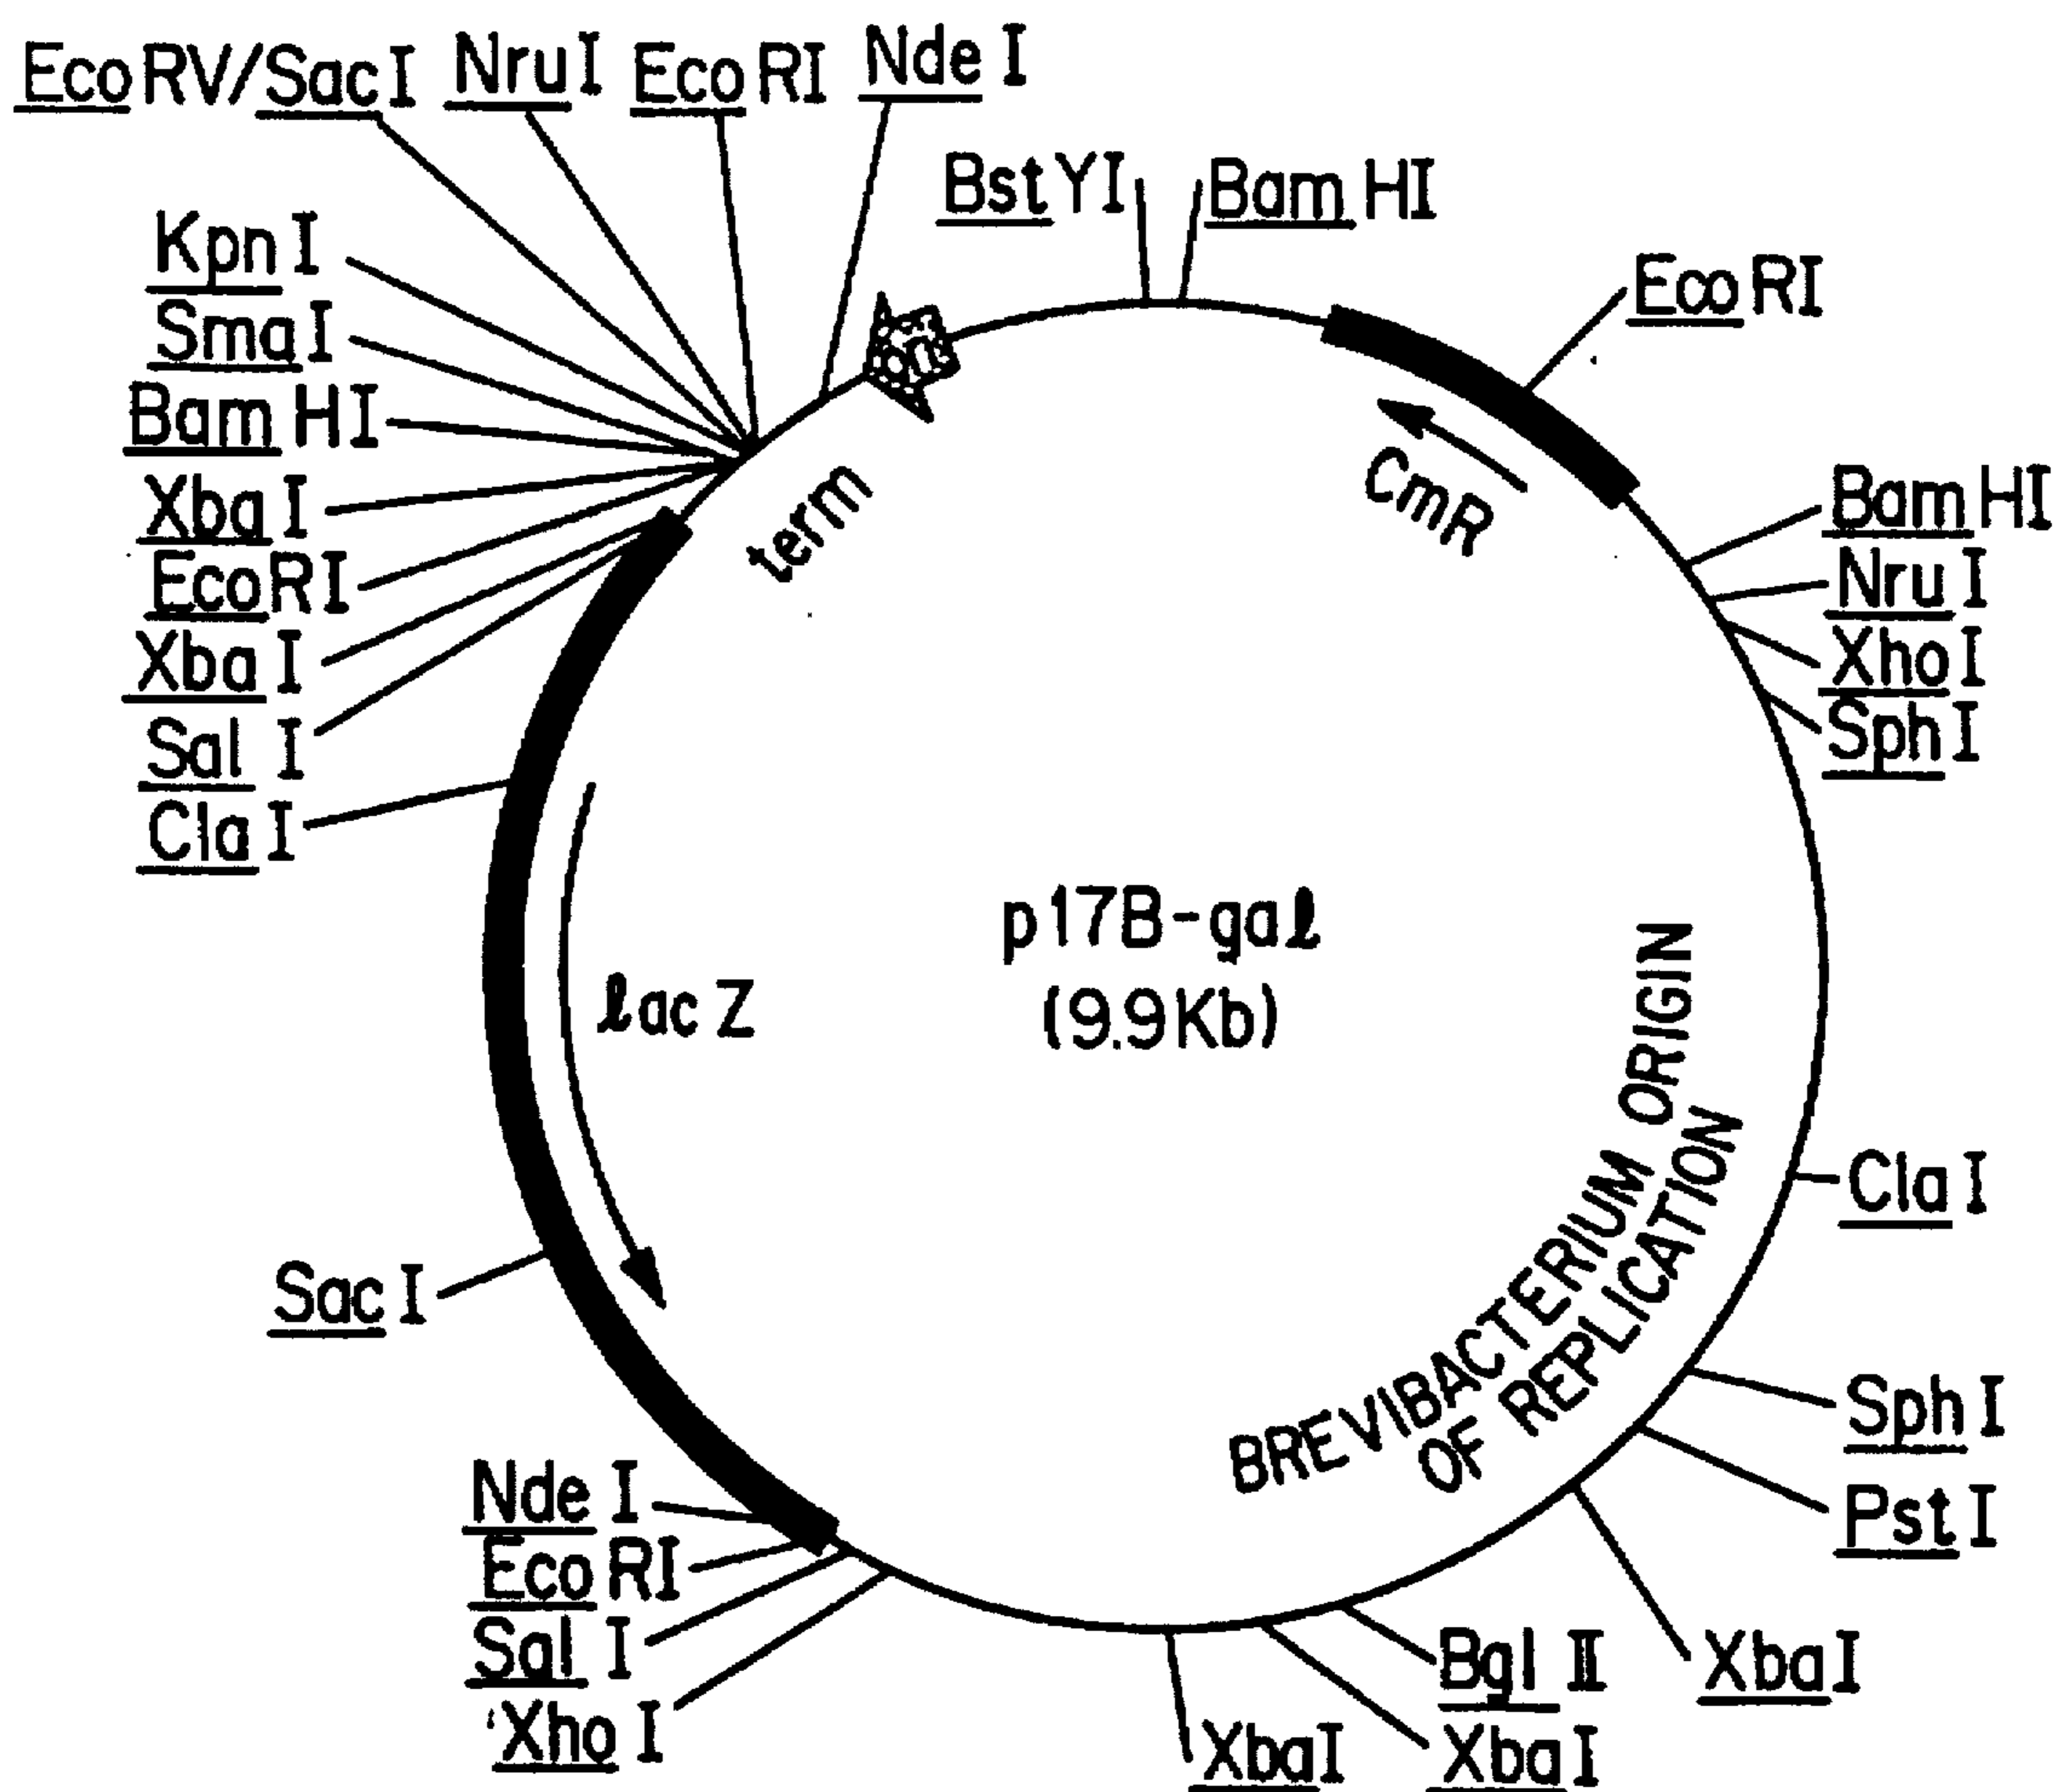 EcoRV/SacI
NruI
EcoRI
NdeI
BstYI
BamHI
EcoRI
KpnI
SmaI
BamHI
XbaI
EcoRI
XbaI
SalI
ClaI
ori
term
CmR
BamHI
NruI
XhoI
SphI
p17B-gal
(9.9Kb)
lacZ
BREVIBACTERIUM ORIGIN
OF REPLICATION
ClaI
SacI
SphI
PstI
NdeI
EcoRI
SalI
XhoI
XbaI
XbaI
BglII
XbaI